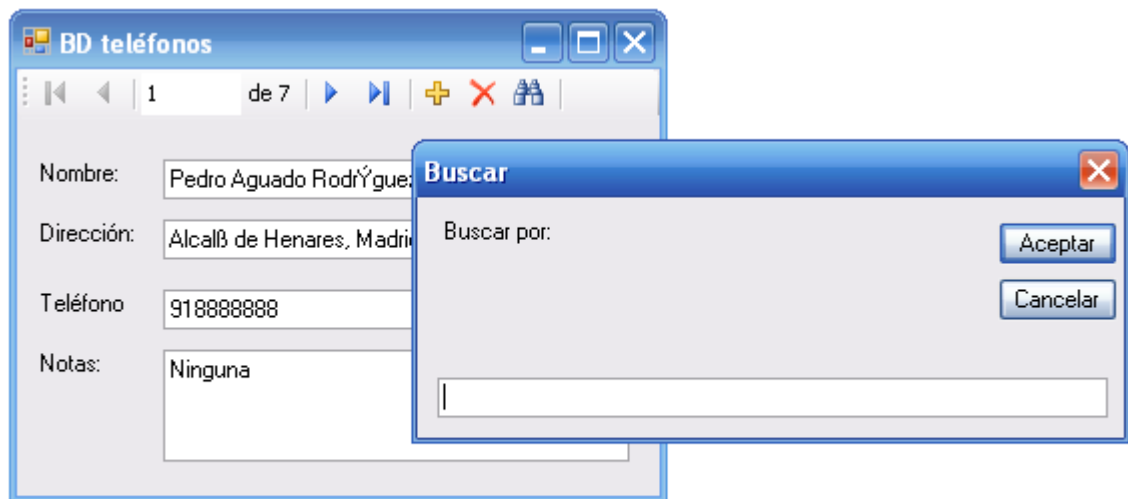 BD teléfonos
1 de 7
Nombre: Pedro Aguado RodrÝguez
Dirección: Alcalß de Henares, Madrid
Teléfono 918888888
Notas: Ninguna
Buscar
Buscar por:
Aceptar
Cancelar